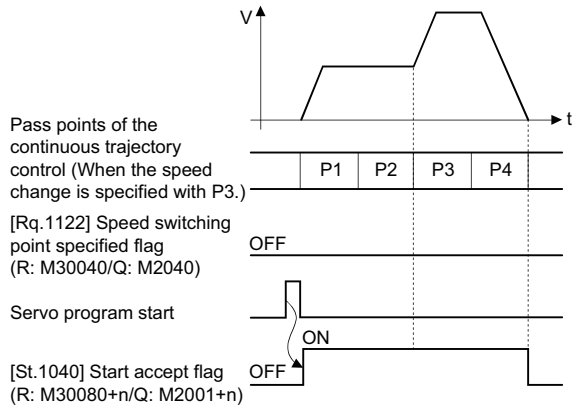 V
t
Pass points of the
continuous trajectory
control (When the speed
change is specified with P3.)
P1 P2 P3 P4
[Rq.1122] Speed switching
point specified flag
(R: M30040/Q: M2040)
OFF
Servo program start
ON
[St.1040] Start accept flag
(R: M30080+n/Q: M2001+n)
OFF